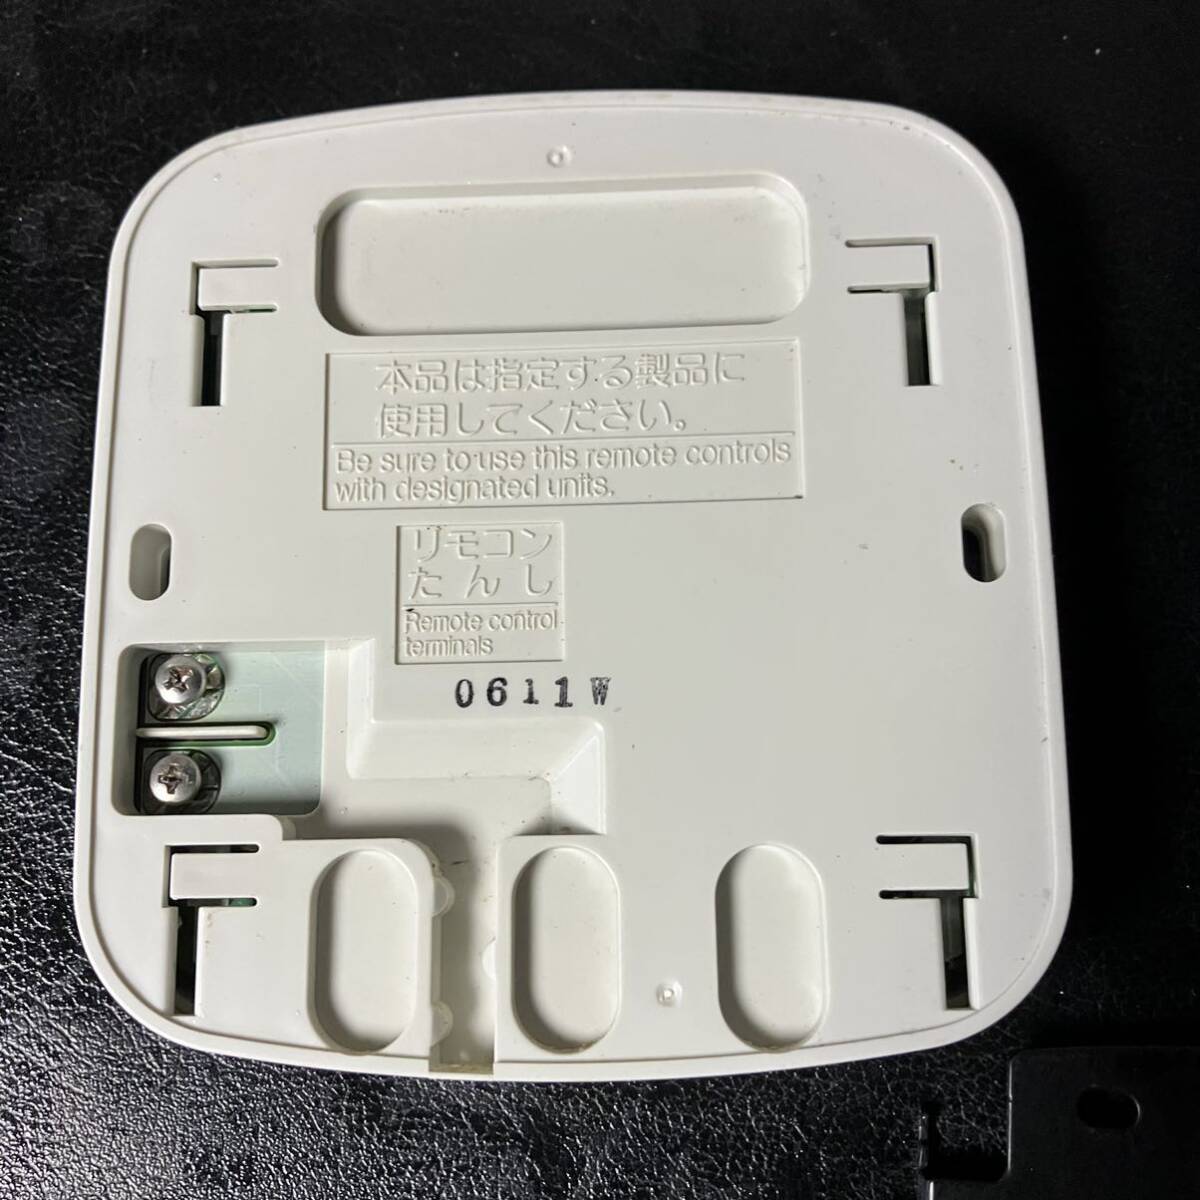 本品は指定する製品に
使用してください。
Be sure to use this remote controls
with designated units.
リモコン
たんし
Remote control
terminals
0611W